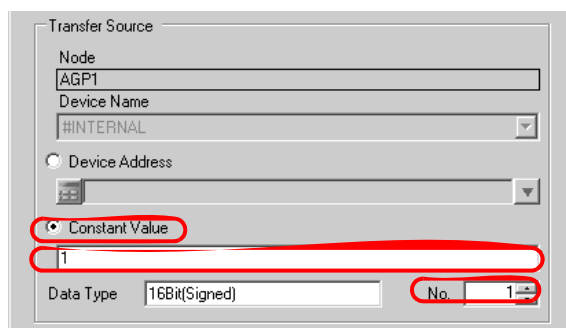 Transfer Source
Node
AGP1
Device Name
#INTERNAL
Device Address
Constant Value
1
Data Type 16Bit(Signed) No. 1